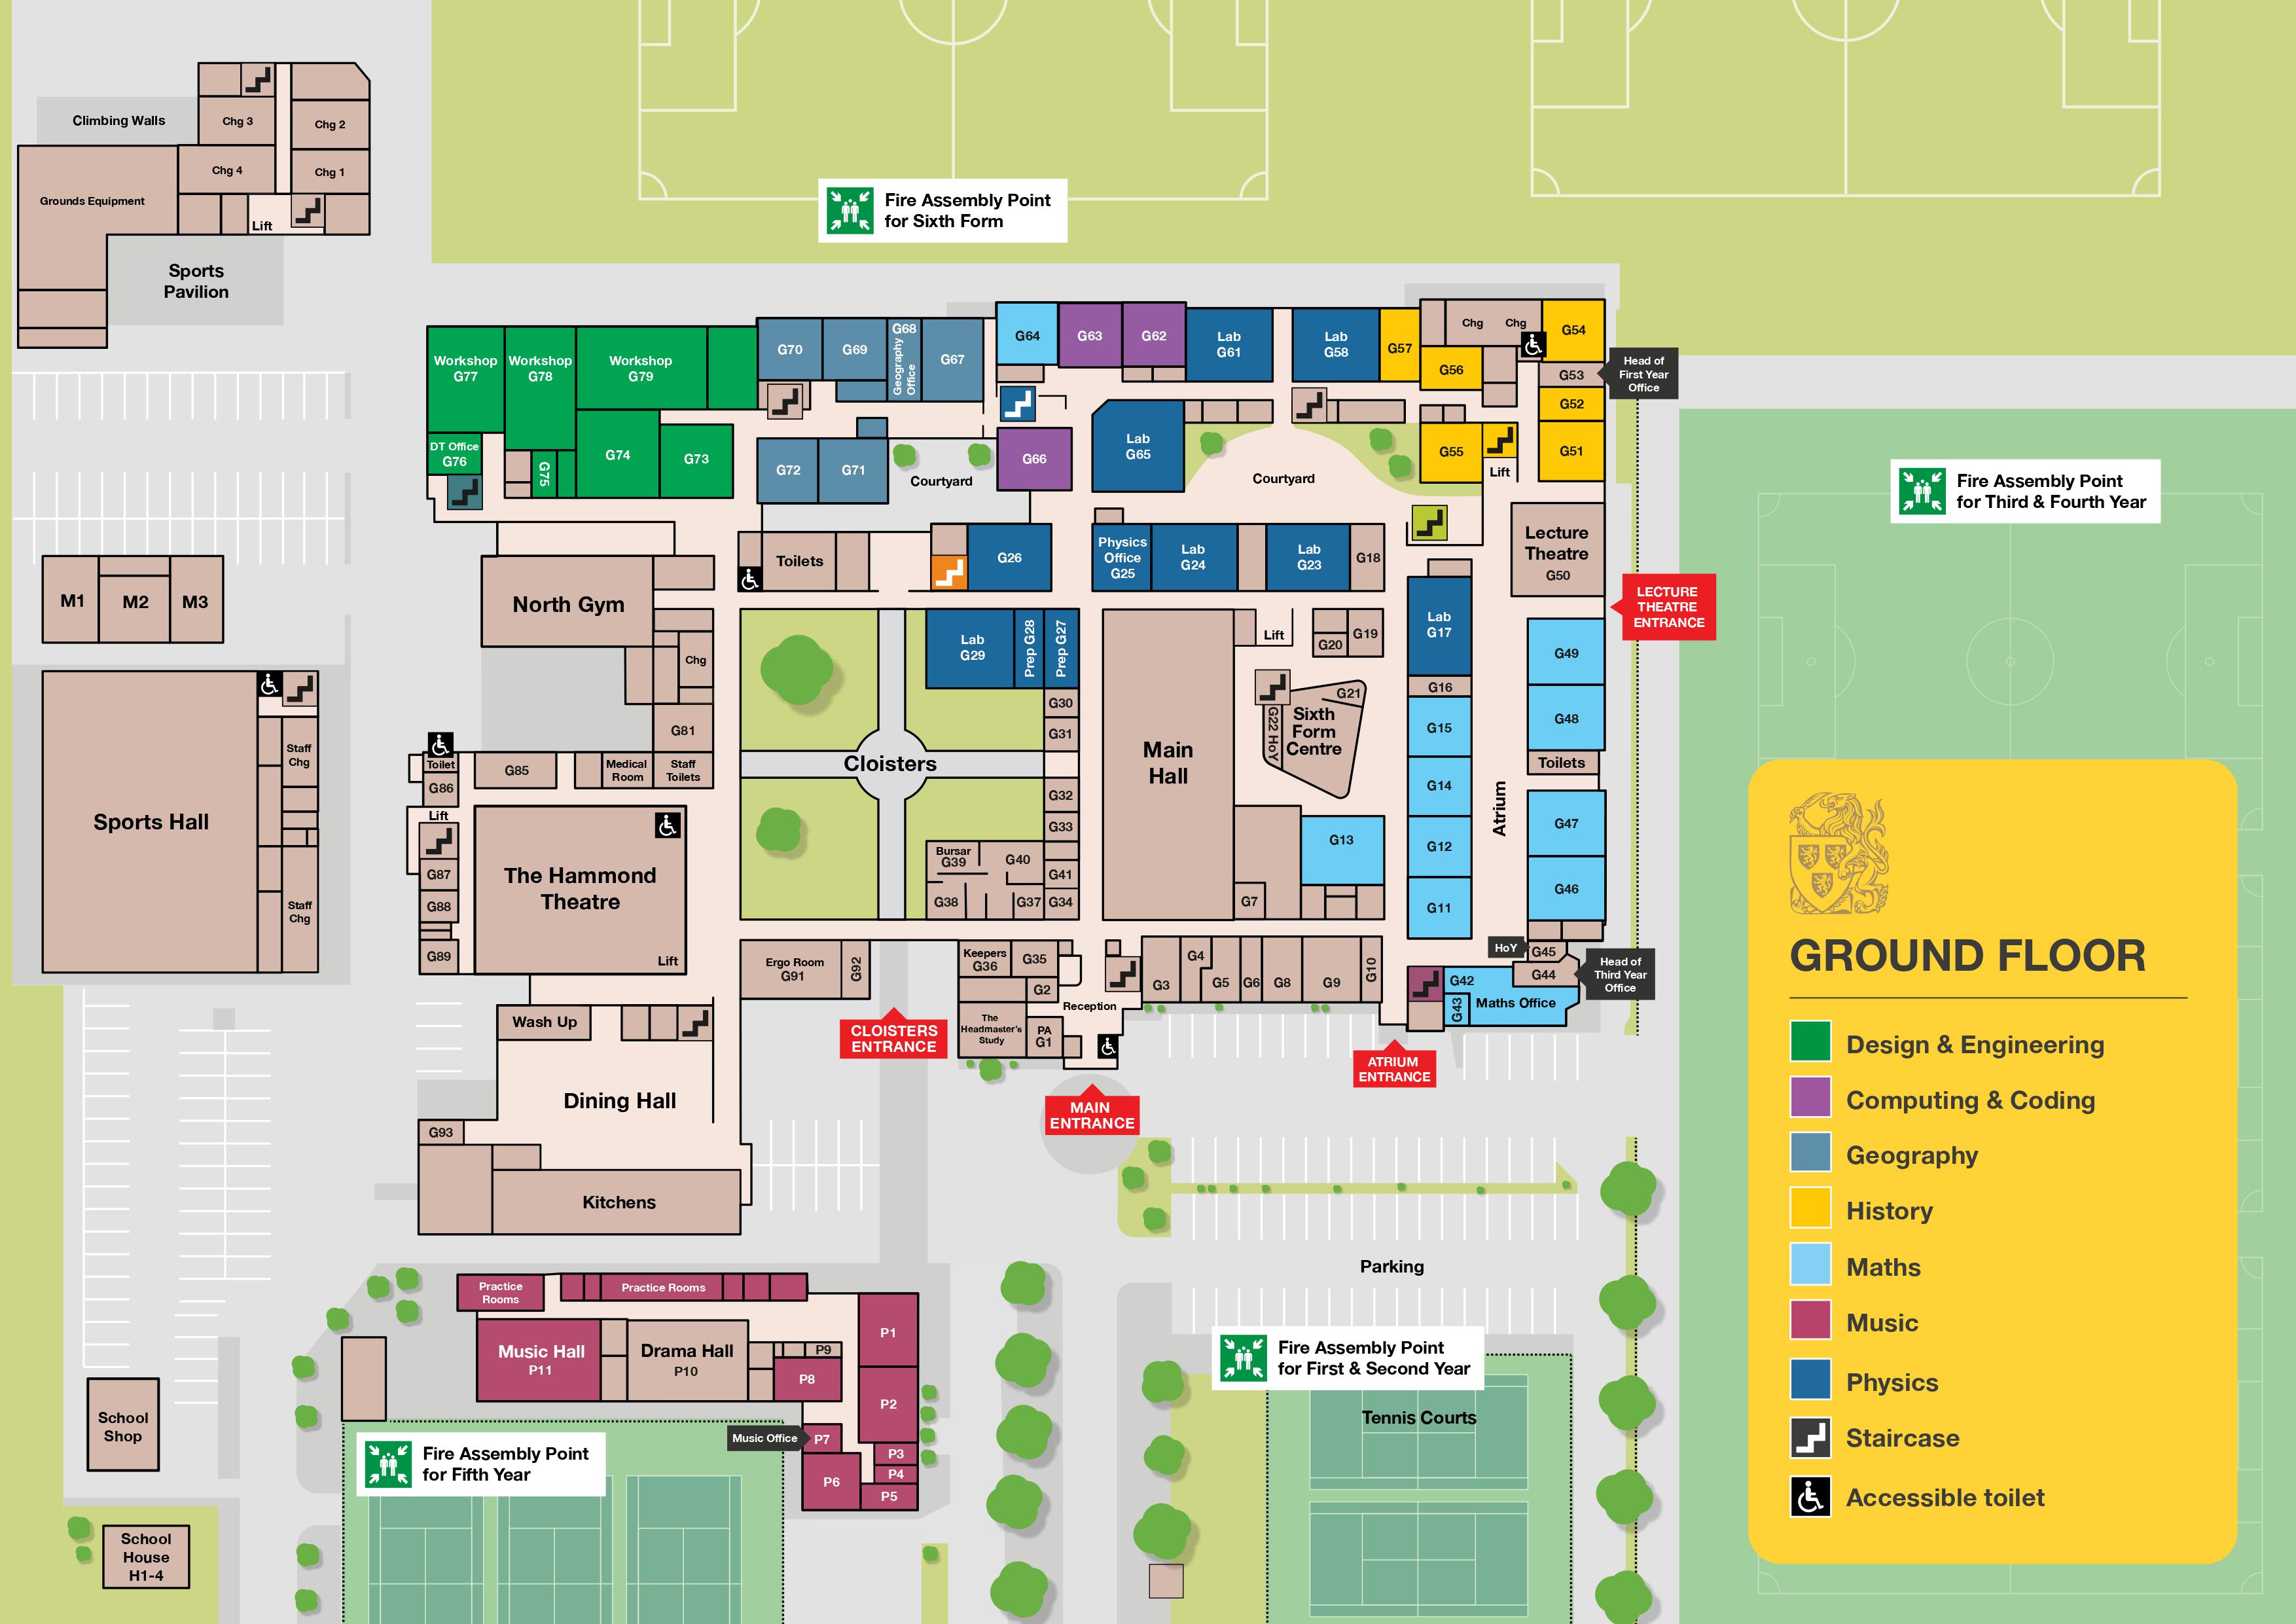 Climbing Walls
Chg 3
Chg 2
Chg 4
Chg 1
Grounds Equipment
Lift
Sports
Pavilion
Fire Assembly Point
for Sixth Form
Workshop
G77
Workshop
G78
Workshop
G79
DT Office
G76
G75
G74
G73
G70
G69
G68
Geography
Office
G67
G72
G71
Courtyard
G64
G63
G62
Lab
G61
Lab
G58
G57
G56
Chg
Chg
G54
G53
Head of
First Year
Office
G52
G51
G55
Lift
G66
Lab
G65
Courtyard
Fire Assembly Point
for Third & Fourth Year
Lecture
Theatre
G50
LECTURE
THEATRE
ENTRANCE
Toilets
G26
Physics
Office
G25
Lab
G24
Lab
G23
G18
M1
M2
M3
North Gym
Chg
G81
Lab
G29
Prep G28
Prep G27
G30
G31
G32
G33
G41
G34
Cloisters
Bursar
G39
G40
G38
G37
Main
Hall
Lift
G20
G19
G21
G22 HoY
Sixth
Form
Centre
G13
G7
Lab
G17
G16
G15
G14
G12
G11
Atrium
G49
G48
Toilets
G47
G46
HoY
G45
G44
Head of
Third Year
Office
G42
G43
Maths Office
Sports Hall
Staff
Chg
Staff
Chg
Toilet
G86
G85
Medical
Room
Staff
Toilets
Lift
G87
G88
G89
The Hammond
Theatre
Lift
Ergo Room
G91
G92
CLOISTERS
ENTRANCE
Keepers
G36
G35
G2
Reception
The
Headmaster's
Study
PA
G1
MAIN
ENTRANCE
G3
G4
G5
G6
G8
G9
G10
ATRIUM
ENTRANCE
Wash Up
Dining Hall
G93
Kitchens
Practice
Rooms
Practice Rooms
Music Hall
P11
Drama Hall
P10
P9
P8
P1
P2
Music Office
P7
P3
P4
P6
P5
Fire Assembly Point
for Fifth Year
School
Shop
School
House
H1-4
Parking
Fire Assembly Point
for First & Second Year
Tennis Courts
GROUND FLOOR
Design & Engineering
Computing & Coding
Geography
History
Maths
Music
Physics
Staircase
Accessible toilet